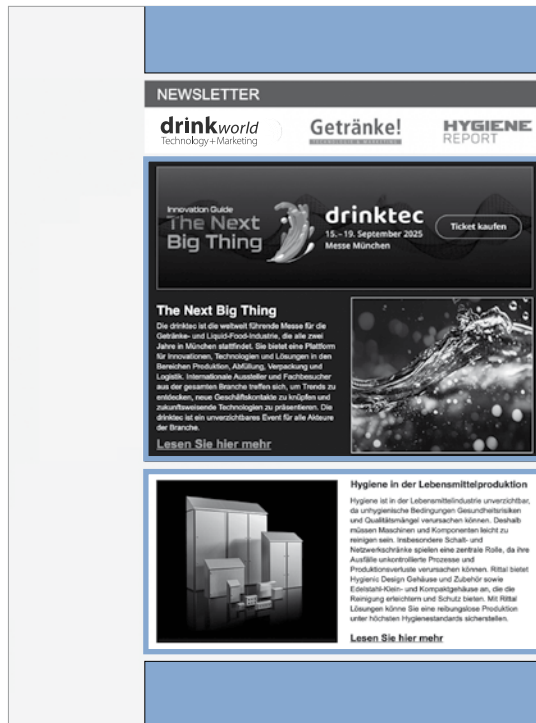 NEWSLETTER
drinkworld
Technology+Marketing
Getränke!
TECHNOLOGIE & MARKETING
HYGIENE
REPORT
Innovation Guide
The Next
Big Thing
drinktec
15. – 19. September 2025
Messe München
Ticket kaufen
The Next Big Thing
Die drinktec ist die weltweit führende Messe für die
Getränke- und Liquid-Food-Industrie, die alle zwei
Jahre in München stattfindet. Sie bietet eine Plattform
für Innovationen, Technologien und Lösungen in den
Bereichen Produktion, Abfüllung, Verpackung und
Logistik. Internationale Aussteller und Fachbesucher
aus der gesamten Branche treffen sich, um Trends zu
entdecken, neue Geschäftskontakte zu knüpfen und
zukunftsweisende Technologien zu präsentieren. Die
drinktec ist ein unverzichtbares Event für alle Akteure
der Branche.
Lesen Sie hier mehr
Hygiene in der Lebensmittelproduktion
Hygiene ist in der Lebensmittelindustrie unverzichtbar,
da unhygienische Bedingungen Gesundheitsrisiken
und Qualitätsmängel verursachen können. Deshalb
müssen Maschinen und Komponenten leicht zu
reinigen sein. Insbesondere Schalt- und
Netzwerkschränke spielen eine zentrale Rolle, da ihre
Ausfälle unkontrollierte Prozesse und
Produktionsverluste verursachen können. Rittal bietet
Hygienic Design Gehäuse und Zubehör sowie
Edelstahl-Klein- und Kompaktgehäuse an, die die
Reinigung erleichtern und Schutz bieten. Mit Rittal
Lösungen könne Sie eine reibungslose Produktion
unter höchsten Hygienestandards sicherstellen.
Lesen Sie hier mehr